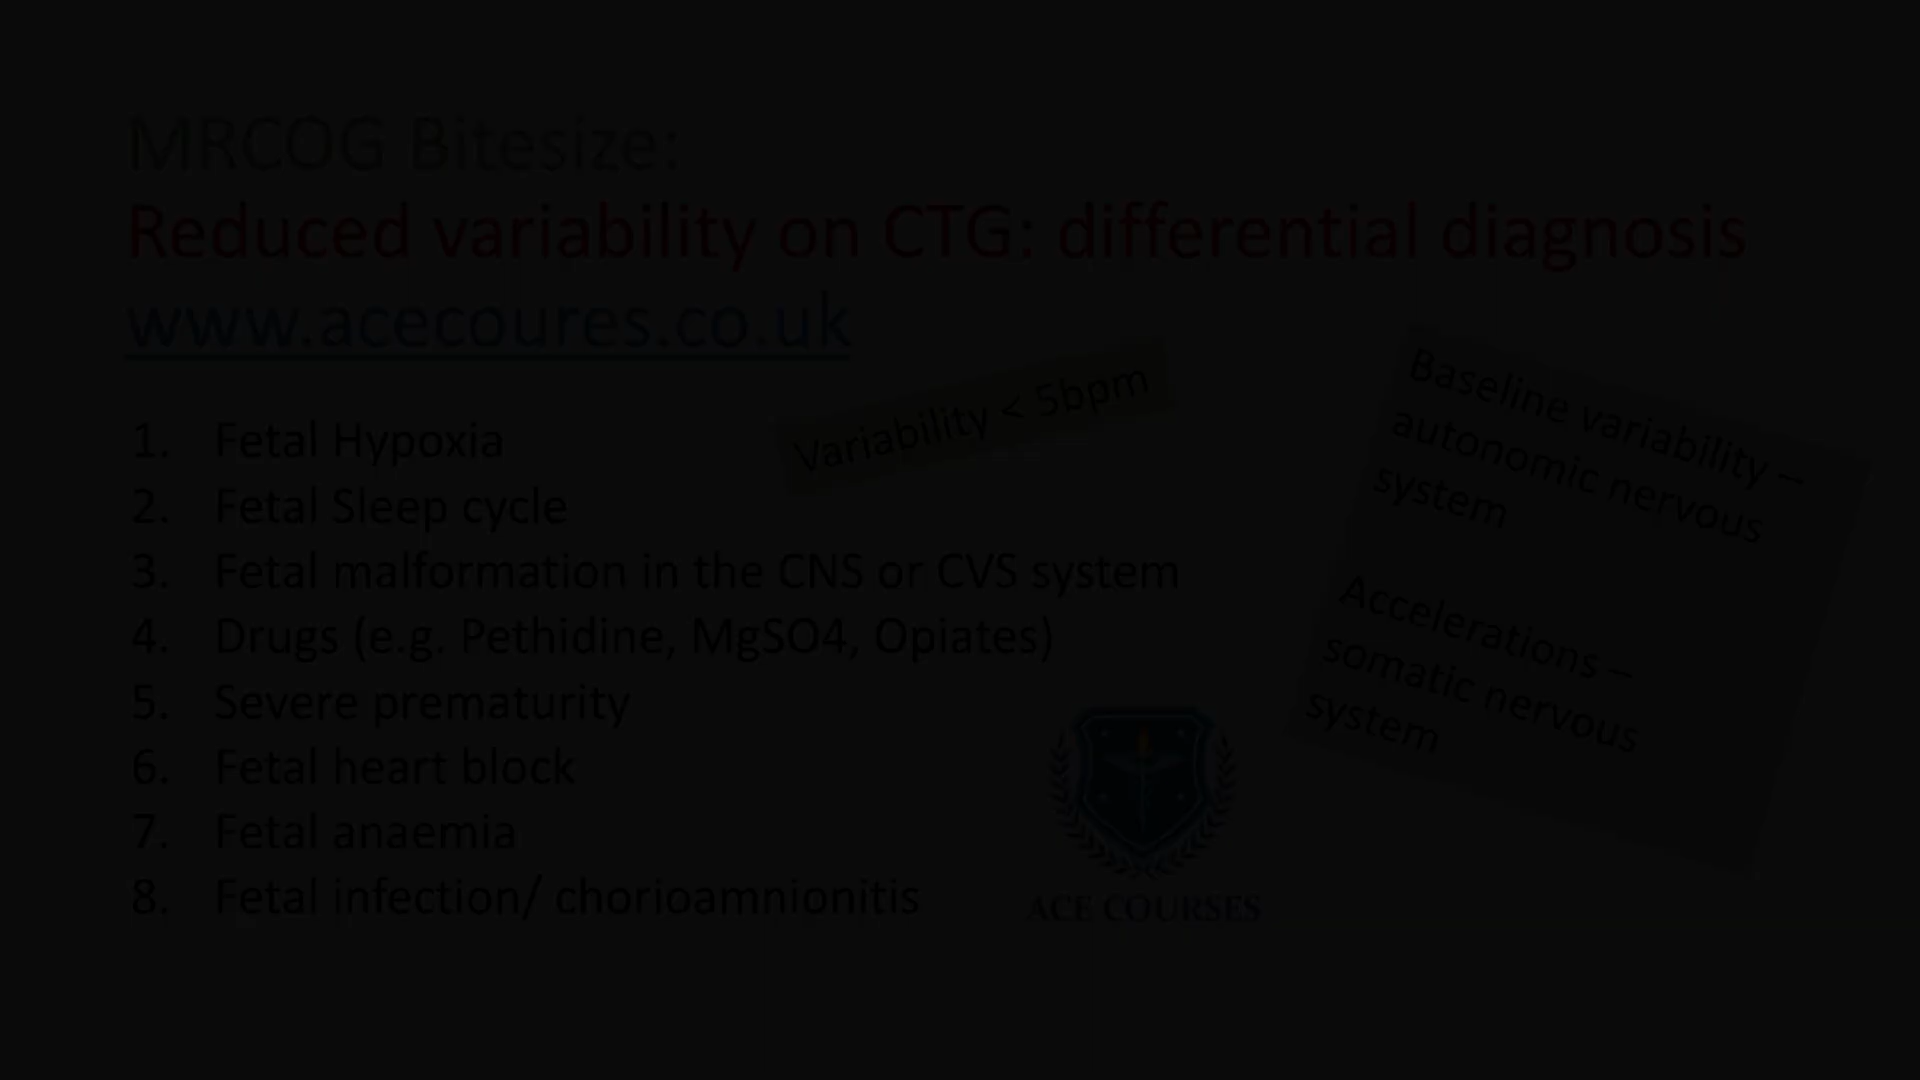 MRCOG Bitesize:
Reduced variability on CTG: differential diagnosis
www.acecoures.co.uk
Variability < 5bpm
1. Fetal Hypoxia
2. Fetal Sleep cycle
3. Fetal malformation in the CNS or CVS system
4. Drugs (e.g. Pethidine, MgSO4, Opiates)
5. Severe prematurity
6. Fetal heart block
7. Fetal anaemia
8. Fetal infection/ chorioamnionitis
Baseline variability –
autonomic nervous
system
Accelerations –
somatic nervous
system
ACE COURSES